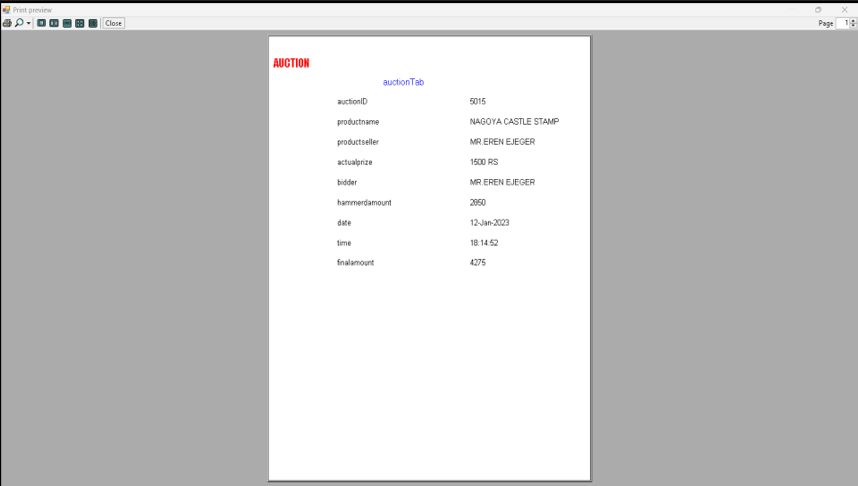 Print preview
Close
Page 1
AUCTION
auctionTab
auctionID 5015
productname NAGOYA CASTLE STAMP
productseller MR.EREN EJEGER
actualprize 1500 RS
bidder MR.EREN EJEGER
hammerdamount 2850
date 12-Jan-2023
time 18:14:52
finalamount 4275